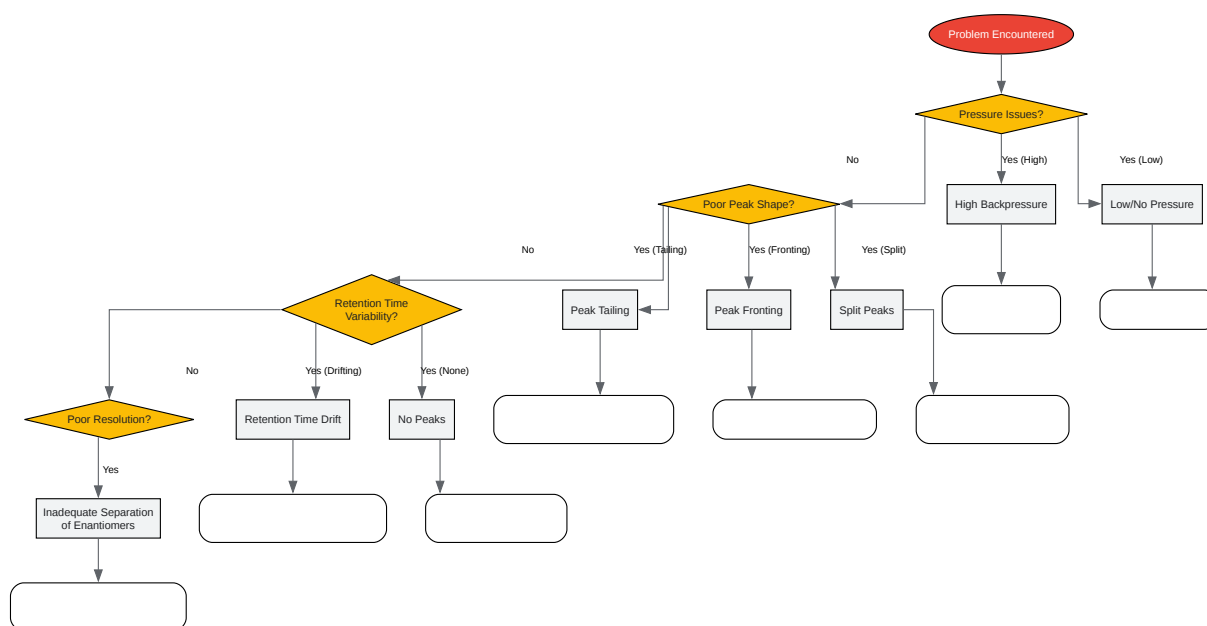 Problem Encountered
Pressure Issues?
No
Yes (High)
Yes (Low)
Poor Peak Shape?
High Backpressure
Low/No Pressure
No
Yes (Tailing)
Yes (Fronting)
Yes (Split)
Retention Time
Variability?
Peak Tailing
Peak Fronting
Split Peaks
No
Yes (Drifting)
Yes (None)
Poor Resolution?
Retention Time Drift
No Peaks
Yes
Inadequate Separation
of Enantiomers